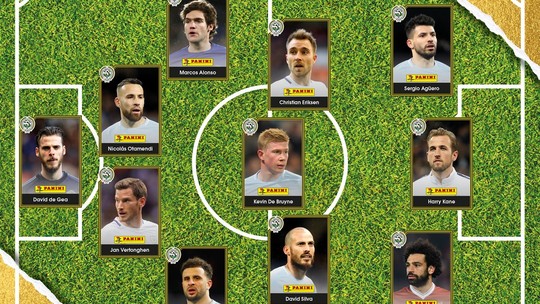 PANINI
Marcos Alonso
PANINI
Christian Eriksen
PANINI
Sergio Agüero
PANINI
Nicolás Otamendi
PANINI
David de Gea
PANINI
Kevin De Bruyne
PANINI
Harry Kane
PANINI
Jan Vertonghen
PANINI
PANINI
David Silva
PANINI